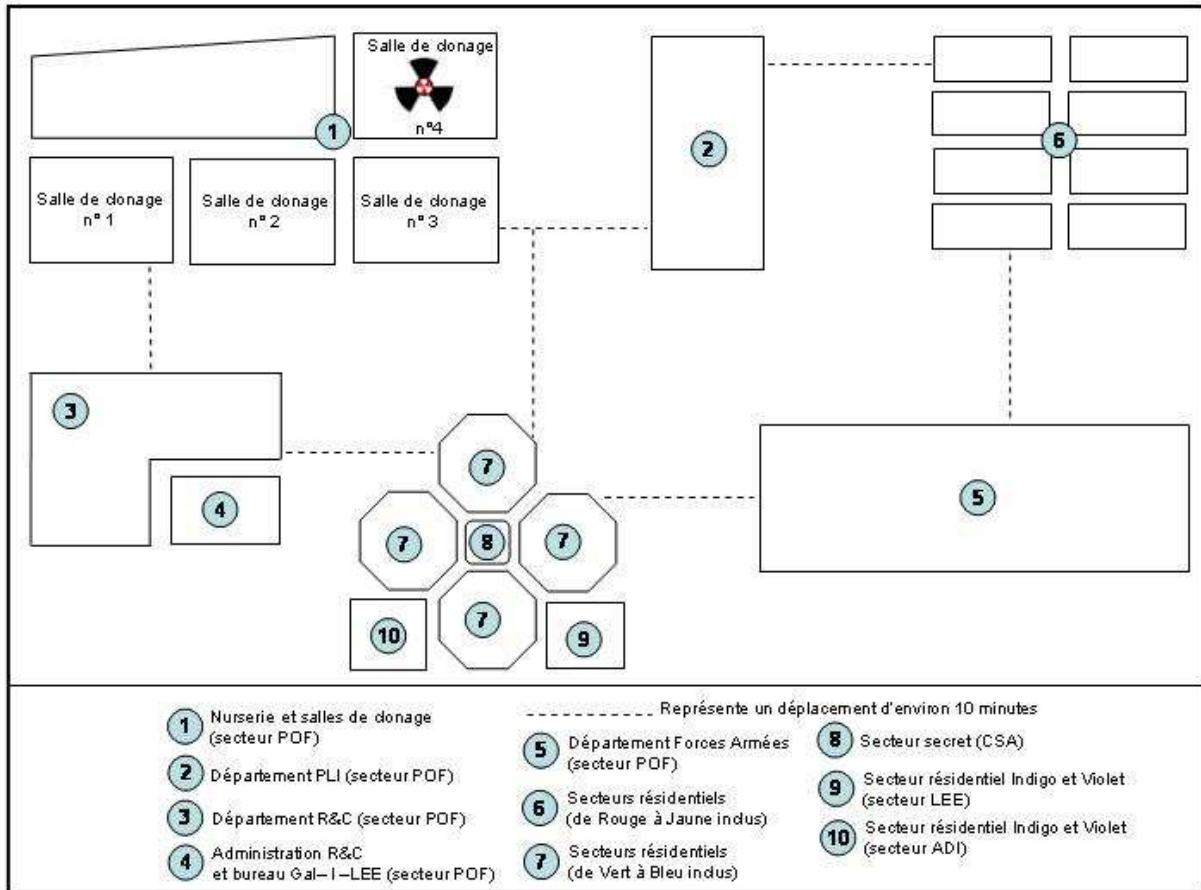 Salle de clonage
n°4
1
2
6
Salle de clonage
n° 1
Salle de clonage
n° 2
Salle de clonage
n° 3
3
4
7
7
8
7
7
5
10
9
1 Nurserie et salles de clonage
(secteur POF)
2 Département PLI (secteur POF)
3 Département R&C (secteur POF)
4 Administration R&C
et bureau Gal–I–LEE (secteur POF)
Représente un déplacement d'environ 10 minutes
5 Département Forces Armées
(secteur POF)
6 Secteurs résidentiels
(de Rouge à Jaune inclus)
7 Secteurs résidentiels
(de Vert à Bleu inclus)
8 Secteur secret (CSA)
9 Secteur résidentiel Indigo et Violet
(secteur LEE)
10 Secteur résidentiel Indigo et Violet
(secteur ADI)